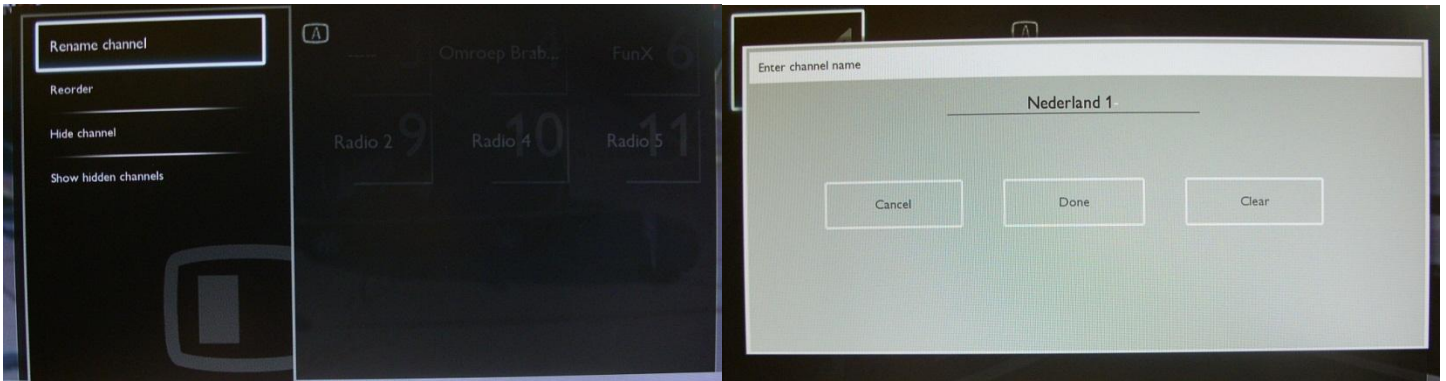 Rename channel
Reorder
Hide channel
Show hidden channels
A
Omroep Brab... FunX 6
Radio 2 9 Radio 4 10 Radio 5 11
A
Enter channel name
Nederland 1
Cancel Done Clear